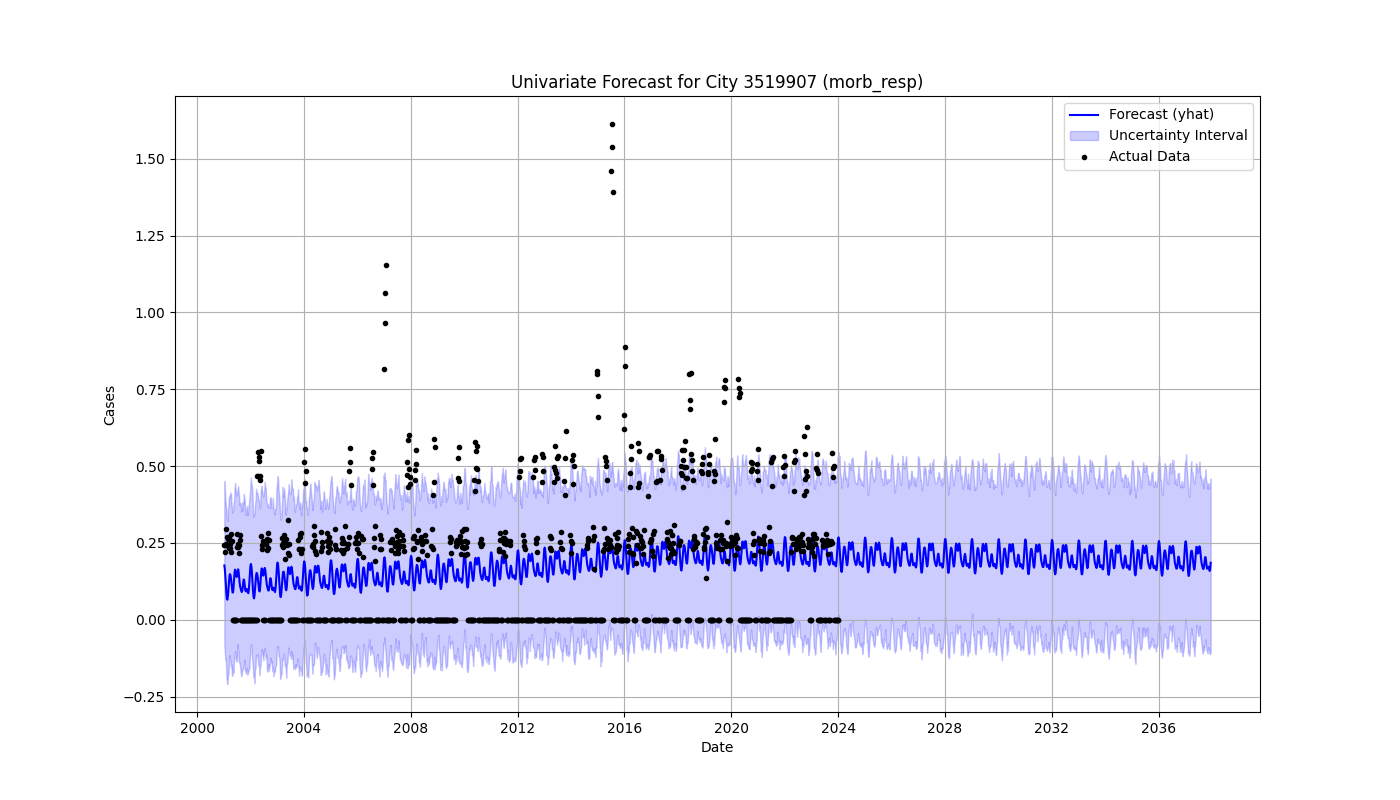 Univariate Forecast for City 3519907 (morb_resp)
Forecast (yhat)
Uncertainty Interval
Actual Data
1.50
1.25
1.00
0.75
0.50
0.25
0.00
−0.25
Cases
2000 2004 2008 2012 2016 2020 2024 2028 2032 2036
Date